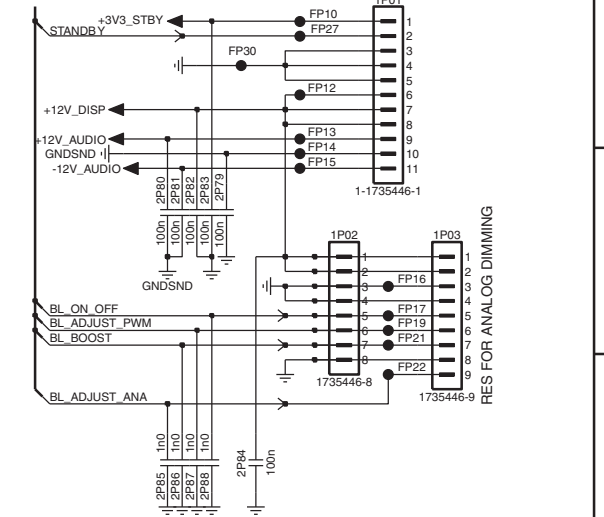 1P01
+3V3_STBY
FP10
1
STANDBY
FP27
2
3
FP30
4
5
FP12
6
+12V_DISP
7
8
+12V_AUDIO
FP13
9
GNDSND
FP14
10
-12V_AUDIO
FP15
11
2P80
2P81
2P82
2P83
2P79
1-1735446-1
100n
100n
100n
100n
100n
GNDSND
1P02
1P03
1
1
2
2
3
FP16
3
4
4
BL_ON_OFF
5
FP17
5
BL_ADJUST_PWM
6
FP19
6
BL_BOOST
7
FP21
7
8
8
FP22
9
1735446-8
1735446-9
RES FOR ANALOG DIMMING
BL_ADJUST_ANA
1n0
1n0
1n0
1n0
2P85
2P86
2P87
2P88
2P84
100n